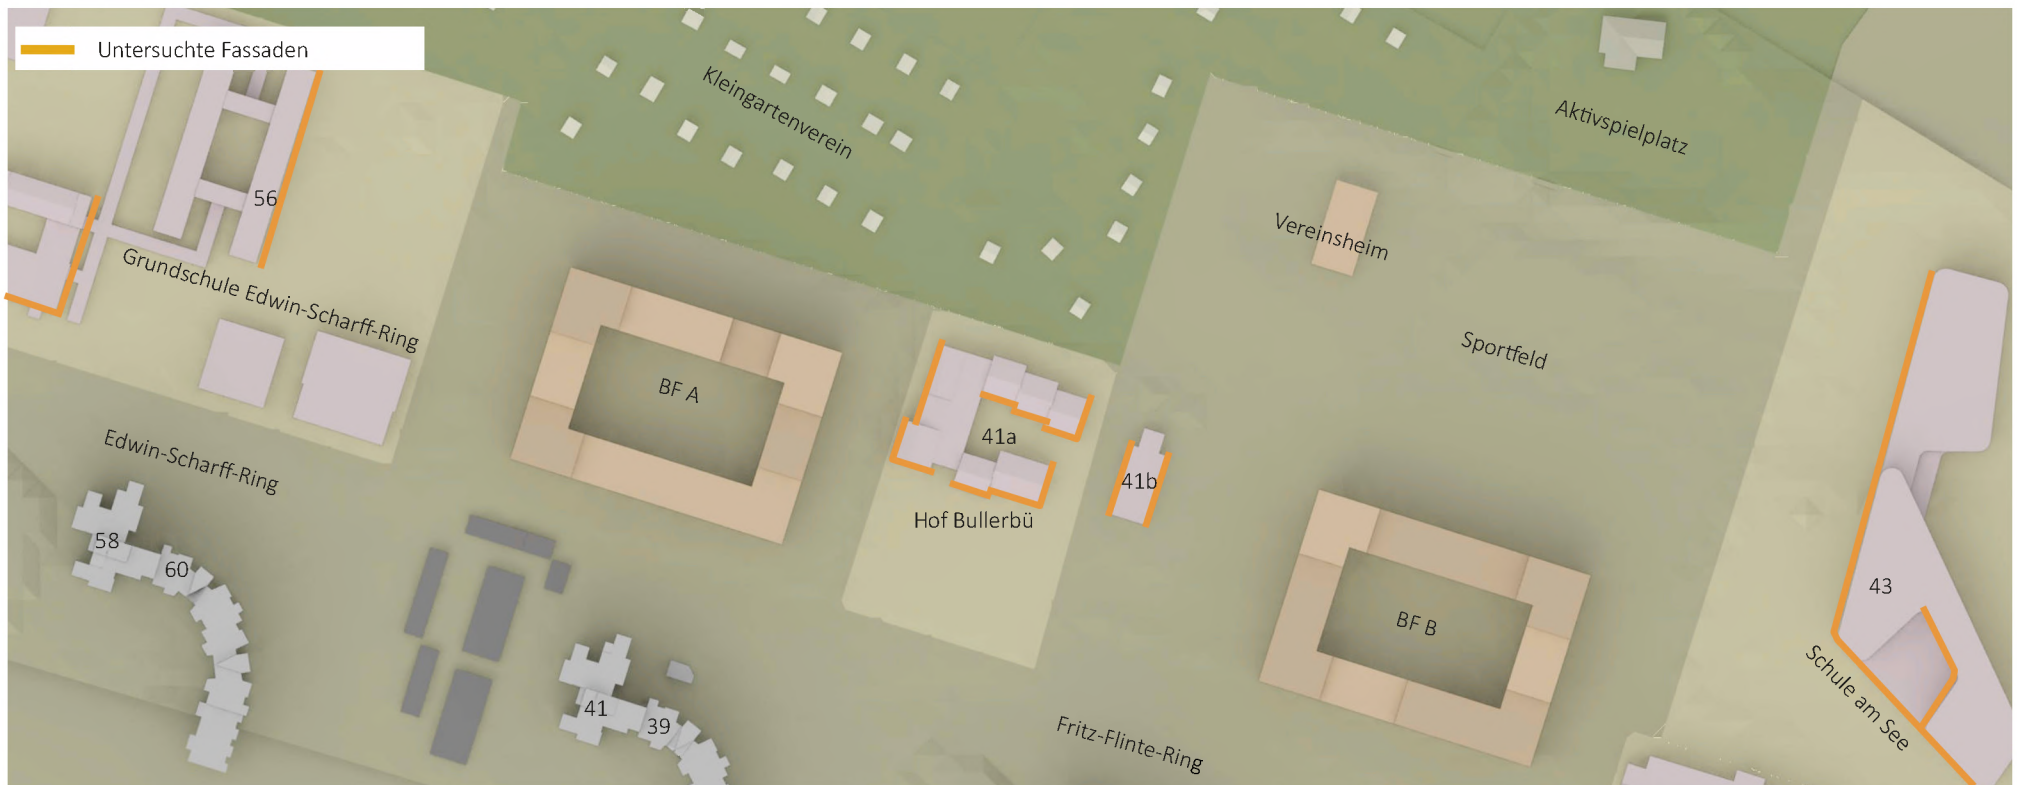 Untersuchte Fassaden
Kleingartenverein
Aktivspielplatz
56
Vereinsheim
Grundschule Edwin-Scharff-Ring
Sportfeld
BF A
41a
Edwin-Scharff-Ring
41b
Hof Bullerbü
58
60
43
BF B
Schule am See
41
39
Fritz-Flinte-Ring